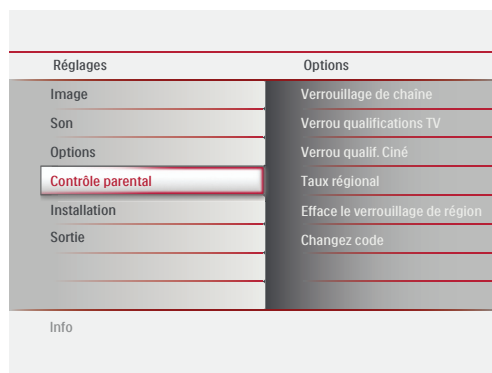 Réglages
Options
Image
Verrouillage de chaîne
Son
Verrou qualifications TV
Options
Verrou qualif. Ciné
Contrôle parental
Taux régional
Installation
Efface le verrouillage de région
Sortie
Changez code
Info